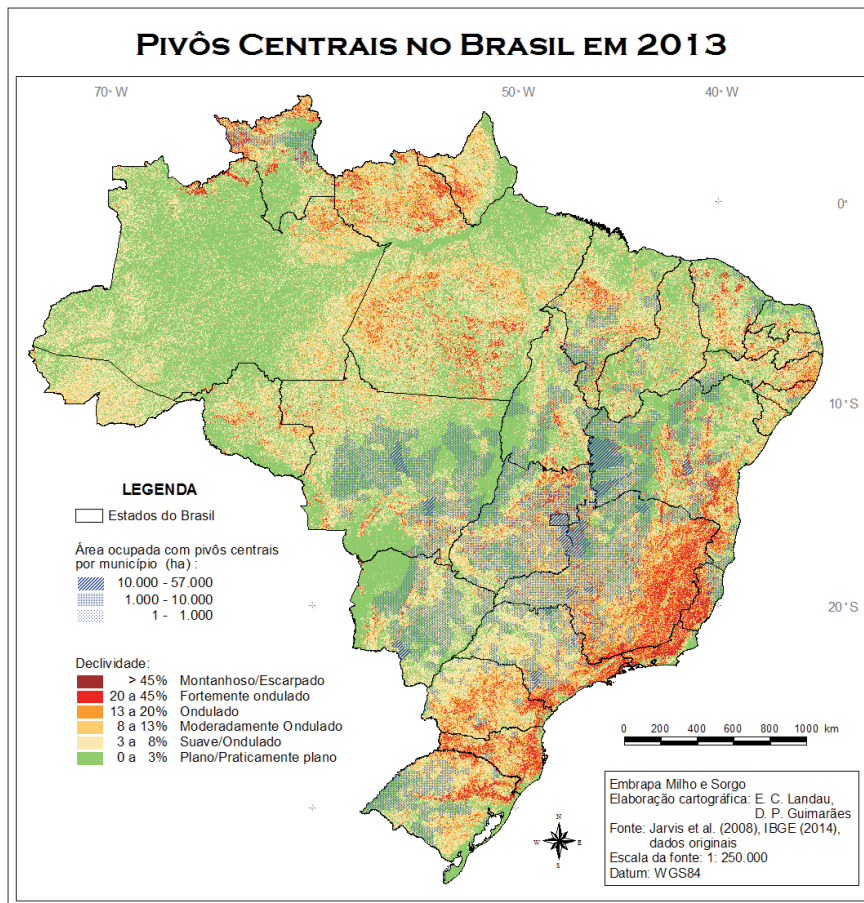 PIVÔS CENTRAIS NO BRASIL EM 2013
70° W
50° W
40° W
0°
10° S
20° S
LEGENDA
Estados do Brasil
Área ocupada com pivôs centrais
por município (ha) :
10.000 - 57.000
1.000 - 10.000
1 - 1.000
Declividade:
> 45% Montanhoso/Escarpado
20 a 45% Fortemente ondulado
13 a 20% Ondulado
8 a 13% Moderadamente Ondulado
3 a 8% Suave/Ondulado
0 a 3% Plano/Praticamente plano
0 200 400 600 800 1000 km
N
W E
S
Embrapa Milho e Sorgo
Elaboração cartográfica: E. C. Landau,
D. P. Guimarães
Fonte: Jarvis et al. (2008), IBGE (2014),
dados originais
Escala da fonte: 1: 250.000
Datum: WGS84